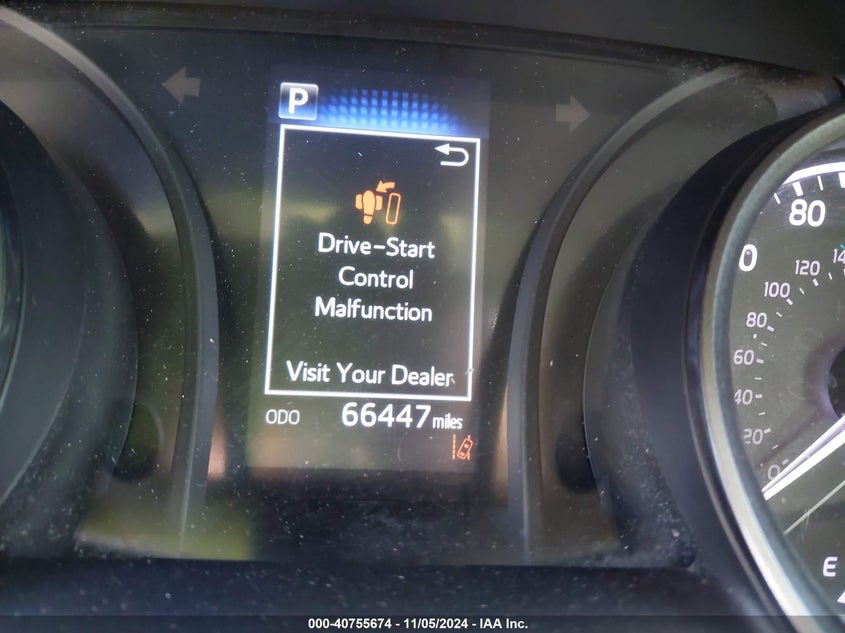 P
Drive-Start
Control
Malfunction
Visit Your Dealer
ODO 66447 miles
80
0
120
100
80
60
40
20
0
E
000-40755674 - 11/05/2024 - IAA Inc.